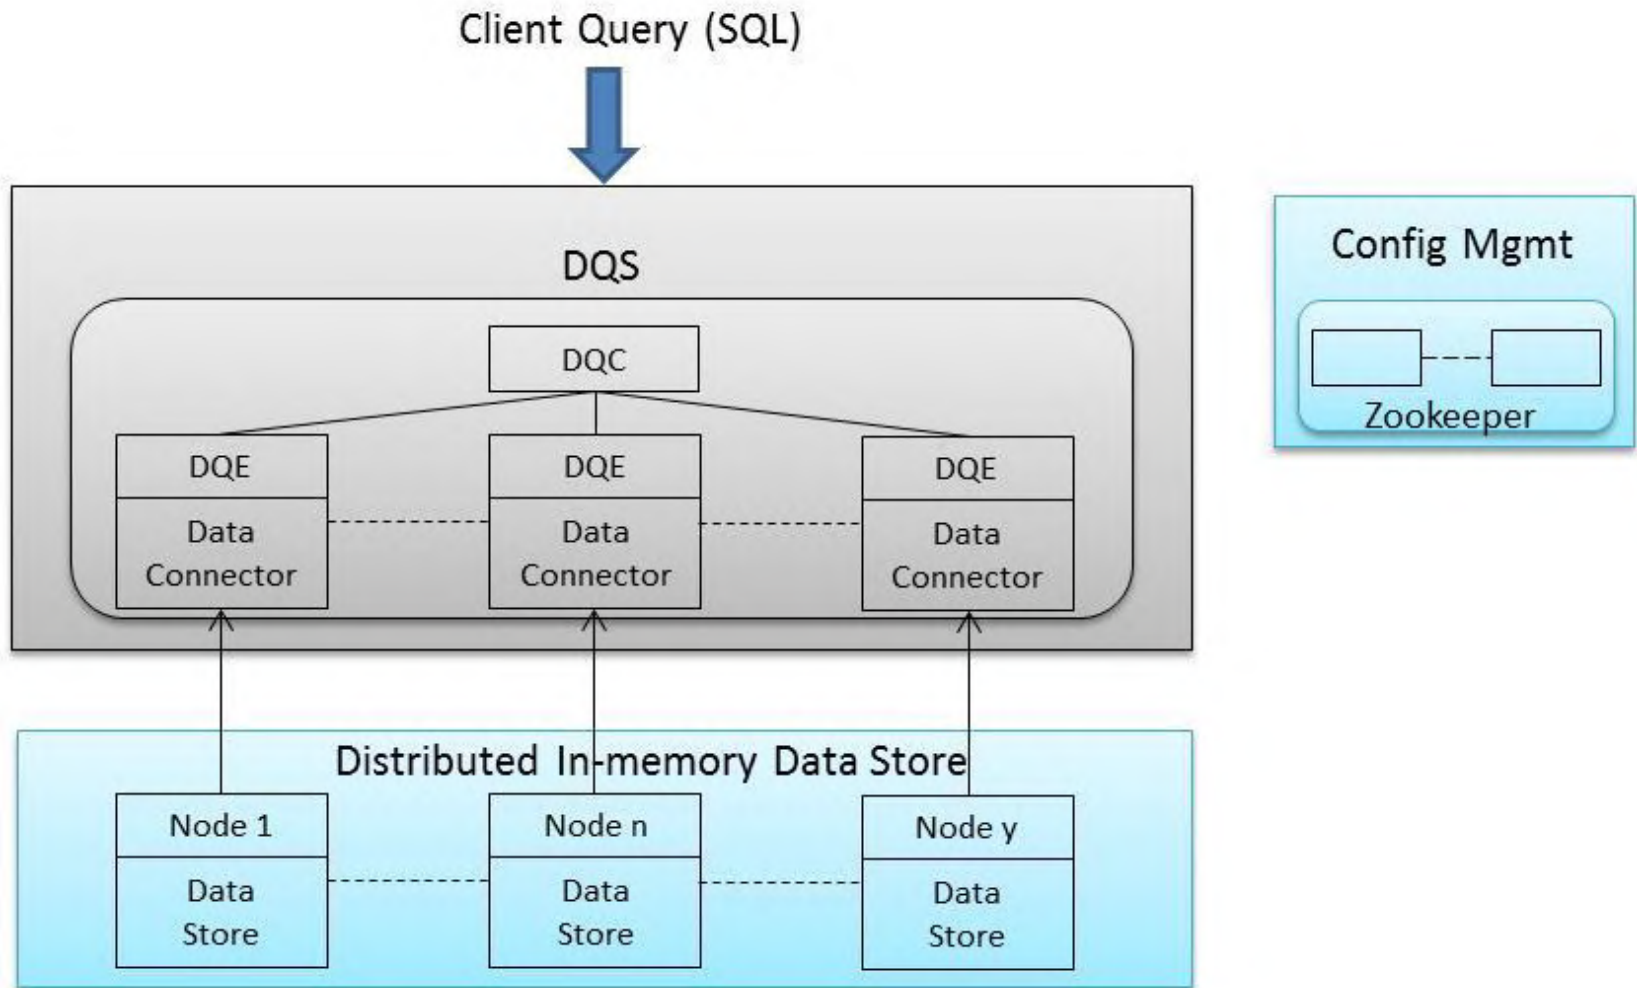 Client Query (SQL)
DQS
Config Mgmt
DQC
Zookeeper
DQE
DQE
DQE
Data
Connector
Data
Connector
Data
Connector
Distributed In-memory Data Store
Node 1
Node n
Node y
Data
Store
Data
Store
Data
Store